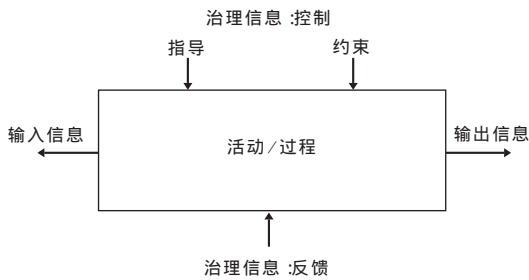 治理信息:控制
指导 约束
输入信息
活动/过程
输出信息
治理信息:反馈